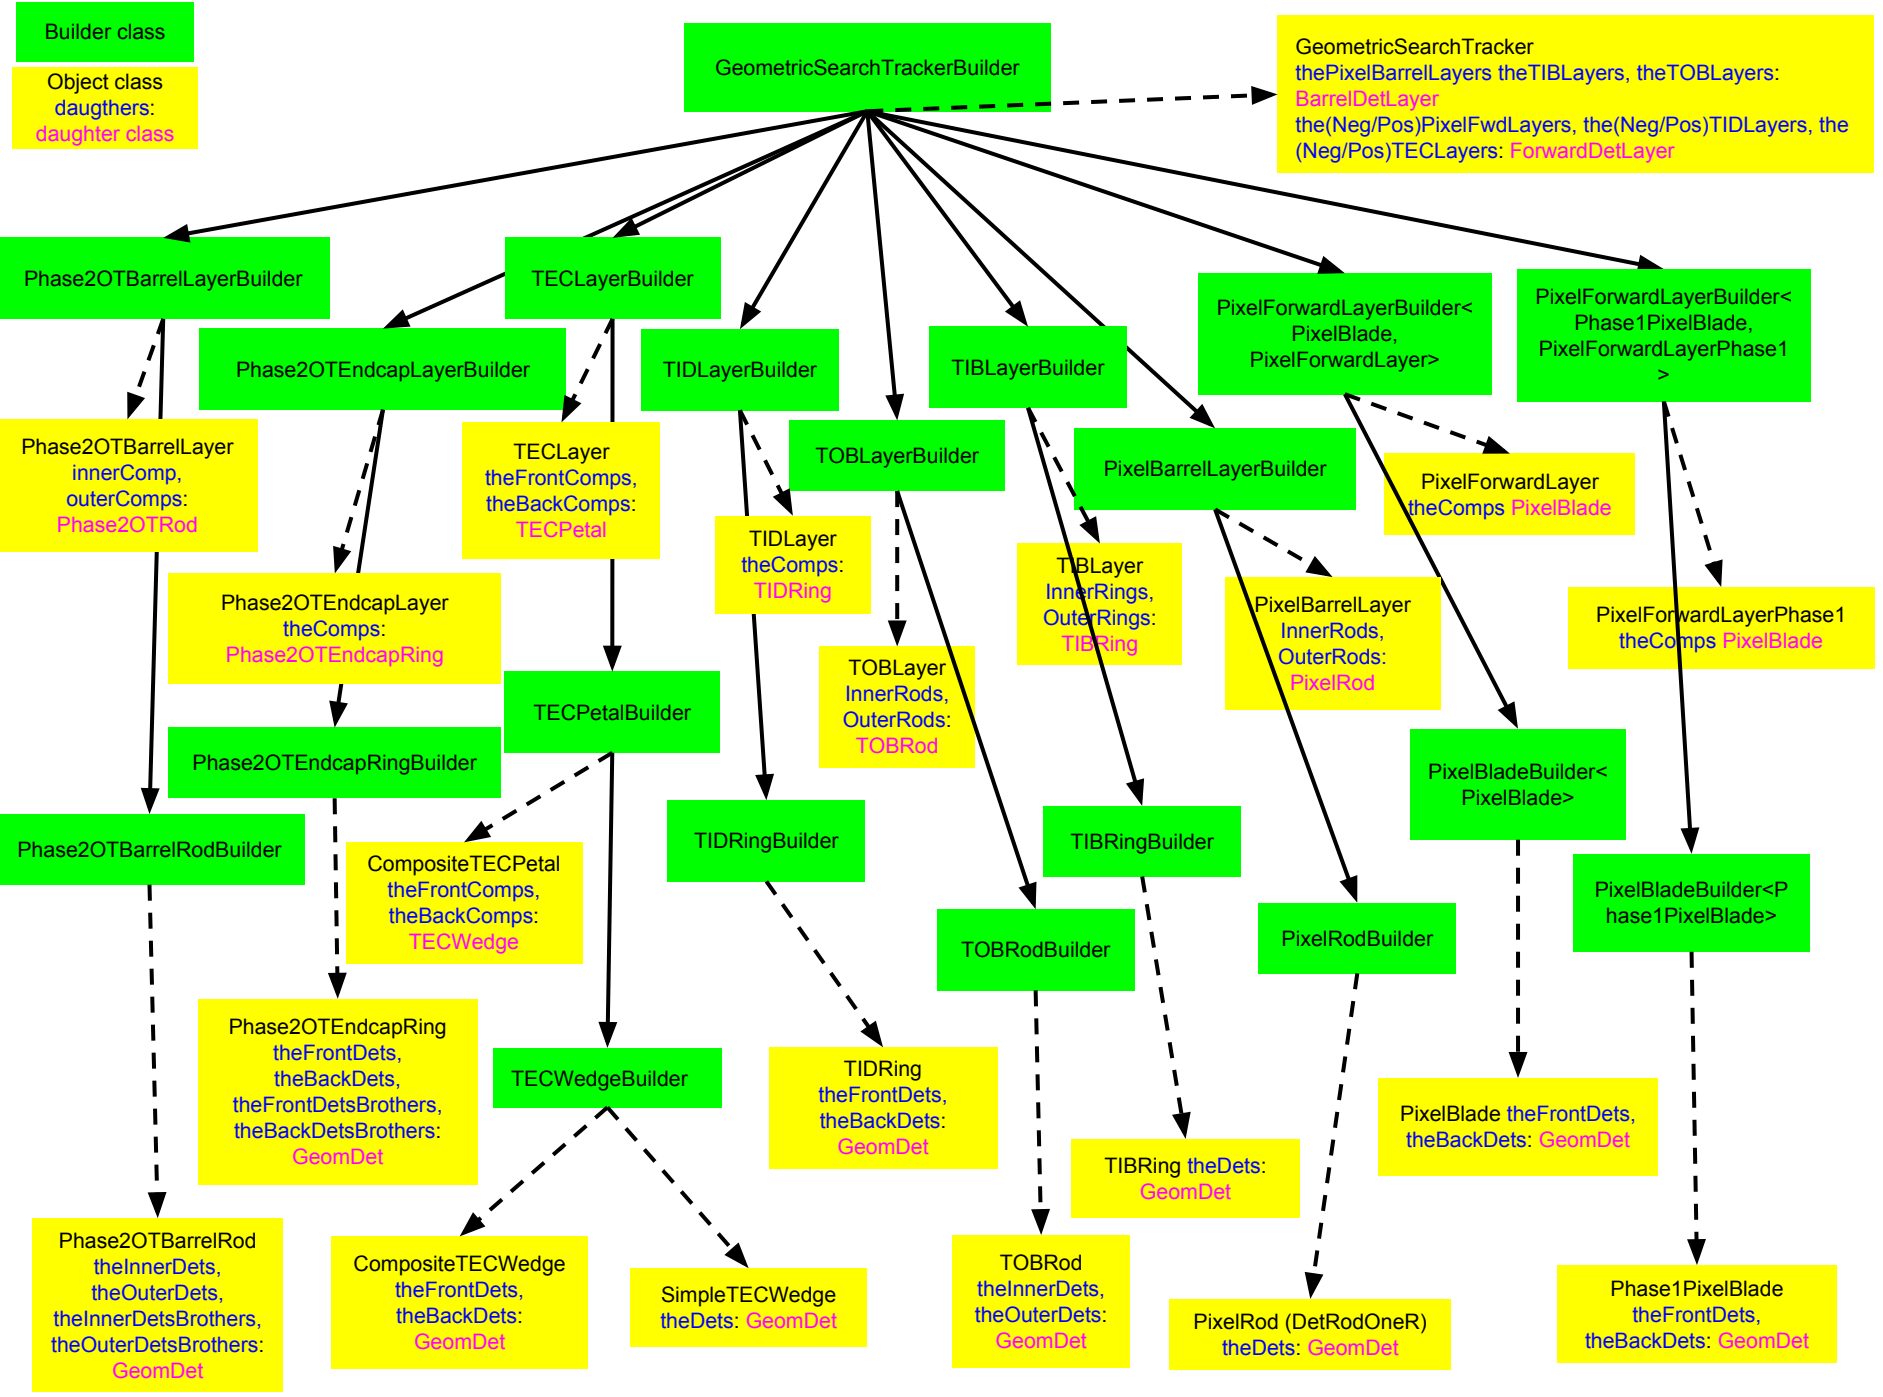 Builder class
Object class
daugthers:
daughter class
GeometricSearchTrackerBuilder
GeometricSearchTracker
thePixelBarrelLayers theTIBLayers, theTOBLayers:
BarrelDetLayer
the(Neg/Pos)PixelFwdLayers, the(Neg/Pos)TIDLayers, the
(Neg/Pos)TECLayers: ForwardDetLayer
Phase2OTBarrelLayerBuilder
TECLayerBuilder
PixelForwardLayerBuilder<
PixelBlade,
PixelForwardLayer>
PixelForwardLayerBuilder<
Phase1PixelBlade,
PixelForwardLayerPhase1
>
Phase2OTEndcapLayerBuilder
TIDLayerBuilder
TIBLayerBuilder
TOBLayerBuilder
PixelBarrelLayerBuilder
Phase2OTBarrelLayer
innerComp,
outerComps:
Phase2OTRod
TECLayer
theFrontComps,
theBackComps:
TECPetal
PixelForwardLayer
theComps PixelBlade
TIDLayer
theComps:
TIDRing
TIBLayer
InnerRings,
OuterRings:
TIBRing
Phase2OTEndcapLayer
theComps:
Phase2OTEndcapRing
PixelBarrelLayer
InnerRods,
OuterRods:
PixelRod
PixelForwardLayerPhase1
theComps PixelBlade
TOBLayer
InnerRods,
OuterRods:
TOBRod
TECPetalBuilder
Phase2OTEndcapRingBuilder
PixelBladeBuilder<
PixelBlade>
Phase2OTBarrelRodBuilder
TIDRingBuilder
TIBRingBuilder
CompositeTECPetal
theFrontComps,
theBackComps:
TECWedge
PixelBladeBuilder<P
hase1PixelBlade>
TOBRodBuilder
PixelRodBuilder
Phase2OTEndcapRing
theFrontDets,
theBackDets,
theFrontDetsBrothers,
theBackDetsBrothers:
GeomDet
TECWedgeBuilder
TIDRing
theFrontDets,
theBackDets:
GeomDet
PixelBlade theFrontDets,
theBackDets: GeomDet
TIBRing theDets:
GeomDet
Phase2OTBarrelRod
theInnerDets,
theOuterDets,
theInnerDetsBrothers,
theOuterDetsBrothers:
GeomDet
CompositeTECWedge
theFrontDets,
theBackDets:
GeomDet
SimpleTECWedge
theDets: GeomDet
TOBRod
theInnerDets,
theOuterDets:
GeomDet
PixelRod (DetRodOneR)
theDets: GeomDet
Phase1PixelBlade
theFrontDets,
theBackDets: GeomDet